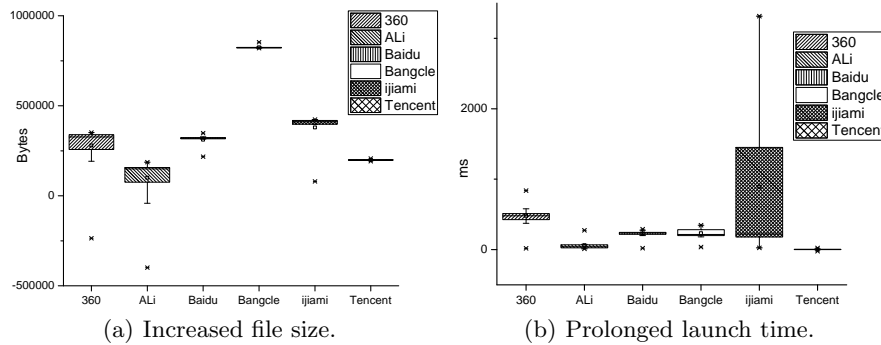 1000000
500000
0
-500000
Bytes
360
ALi
Baidu
Bangcle
ijiami
Tencent
360
ALi
Baidu
Bangcle
ijiami
Tencent
(a) Increased file size.
2000
0
ms
360
ALi
Baidu
Bangcle
ijiami
Tencent
360
ALi
Baidu
Bangcle
ijiami
Tencent
(b) Prolonged launch time.